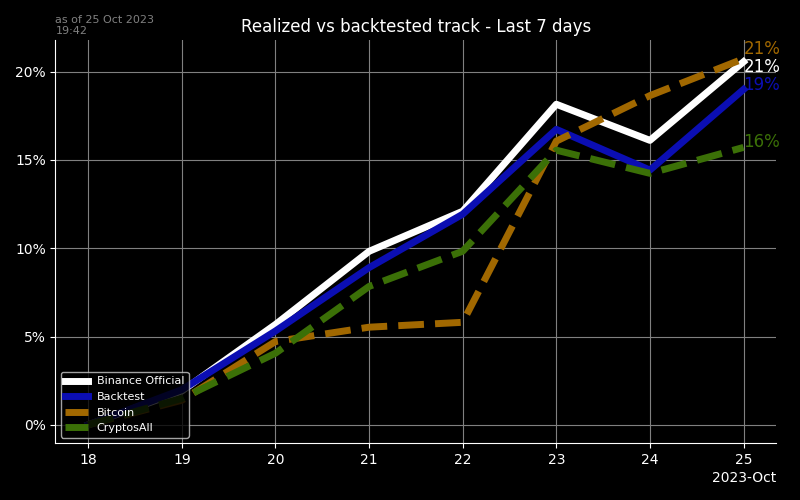 as of 25 Oct 2023
19:42
Realized vs backtested track - Last 7 days
21%
21%
19%
16%
20%
15%
10%
5%
0%
Binance Official
Backtest
Bitcoin
CryptosAll
18 19 20 21 22 23 24 25
2023-Oct